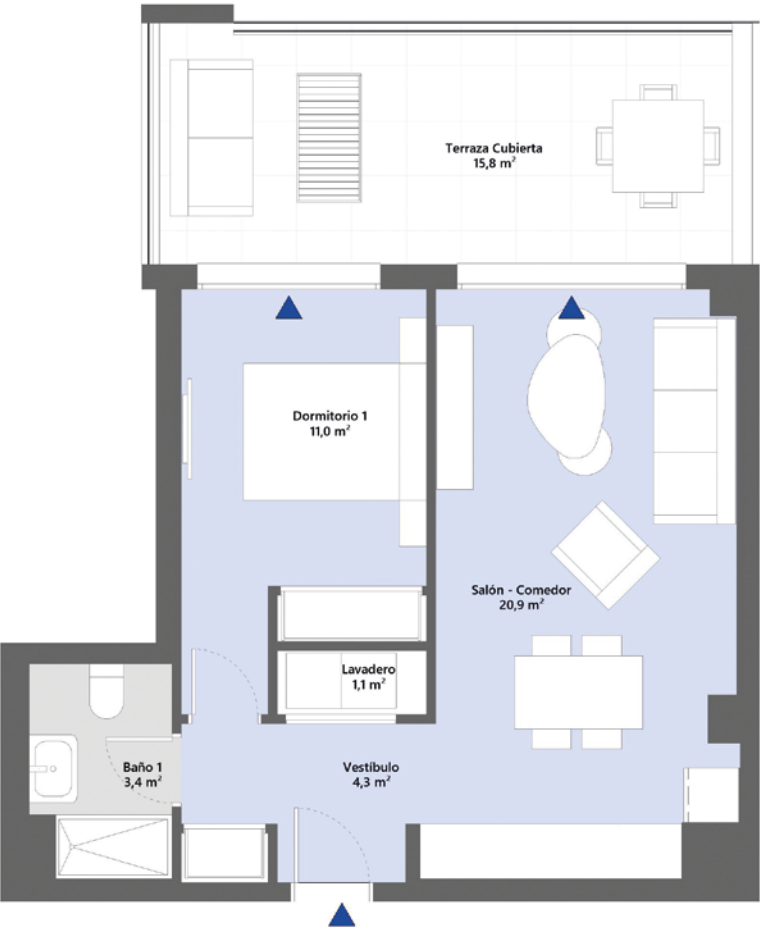 Terraza Cubierta
15,8 m²
Dormitorio 1
11,0 m²
Salón - Comedor
20,9 m²
Lavadero
1,1 m²
Baño 1
3,4 m²
Vestíbulo
4,3 m²